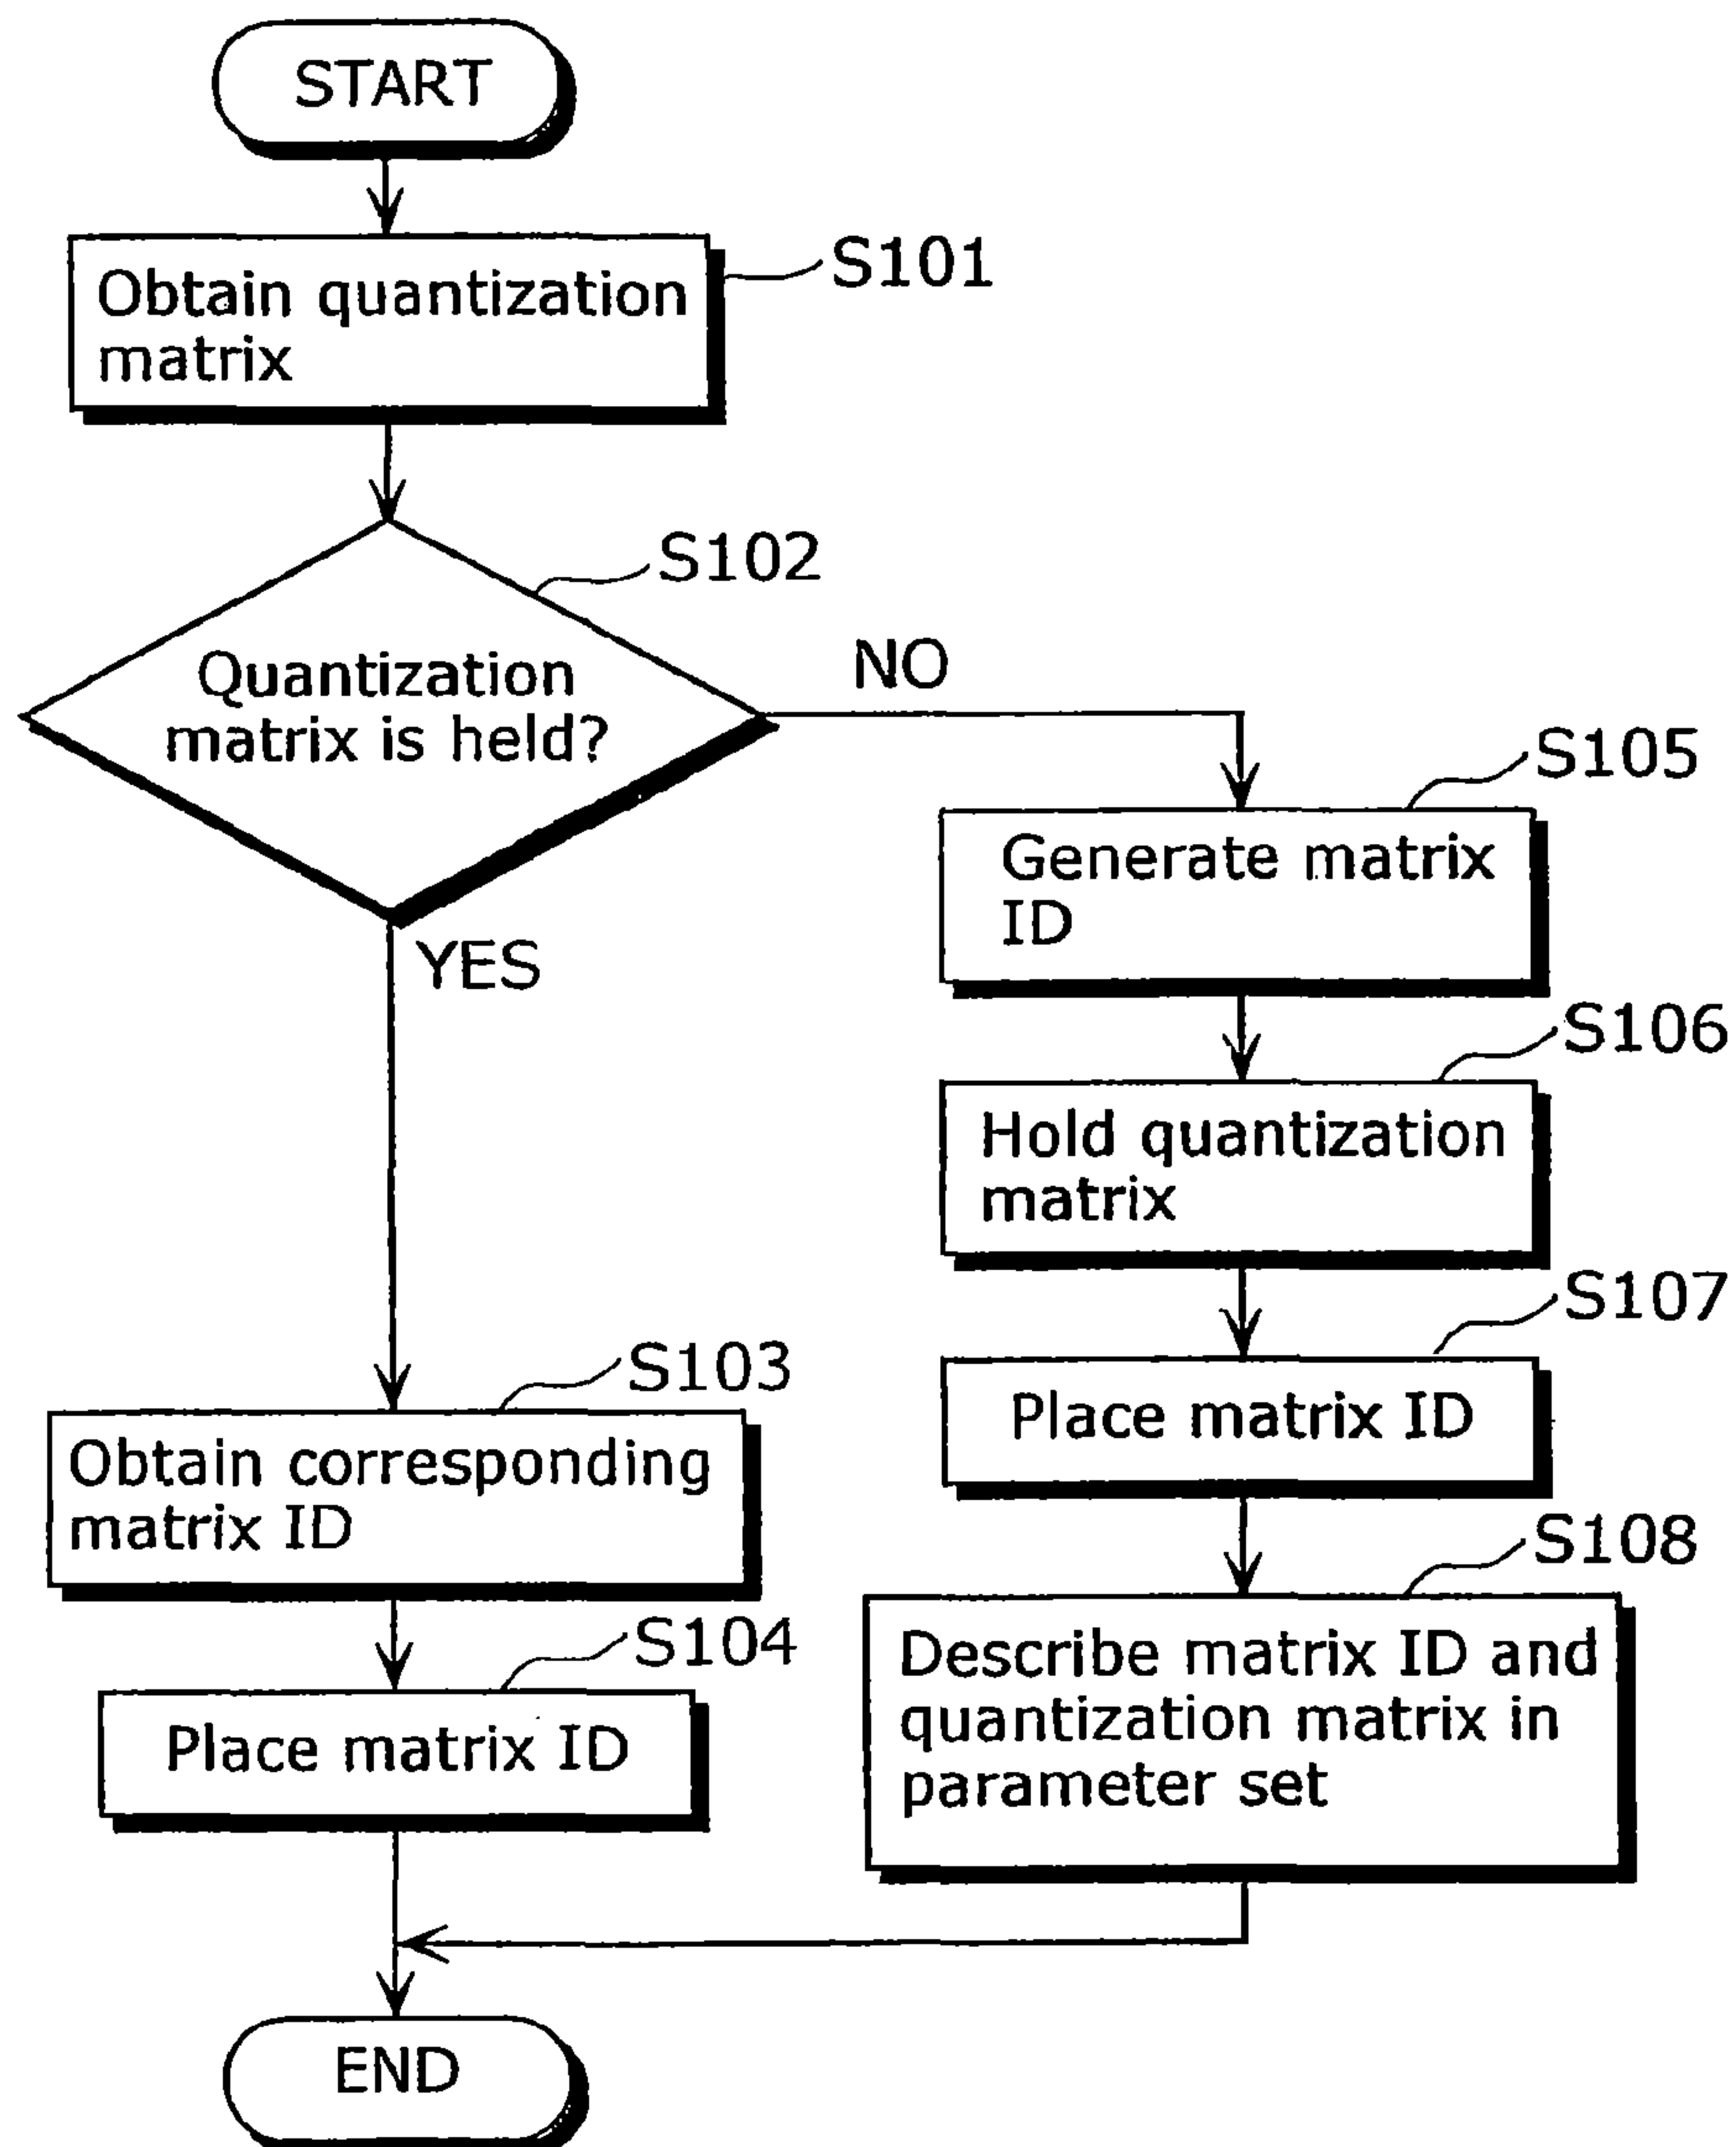 START
Obtain quantization
matrix
S101
S102
Quantization
matrix is held?
NO
YES
S103
Obtain corresponding
matrix ID
S104
Place matrix ID
S105
Generate matrix
ID
S106
Hold quantization
matrix
S107
Place matrix ID
S108
Describe matrix ID and
quantization matrix in
parameter set
END